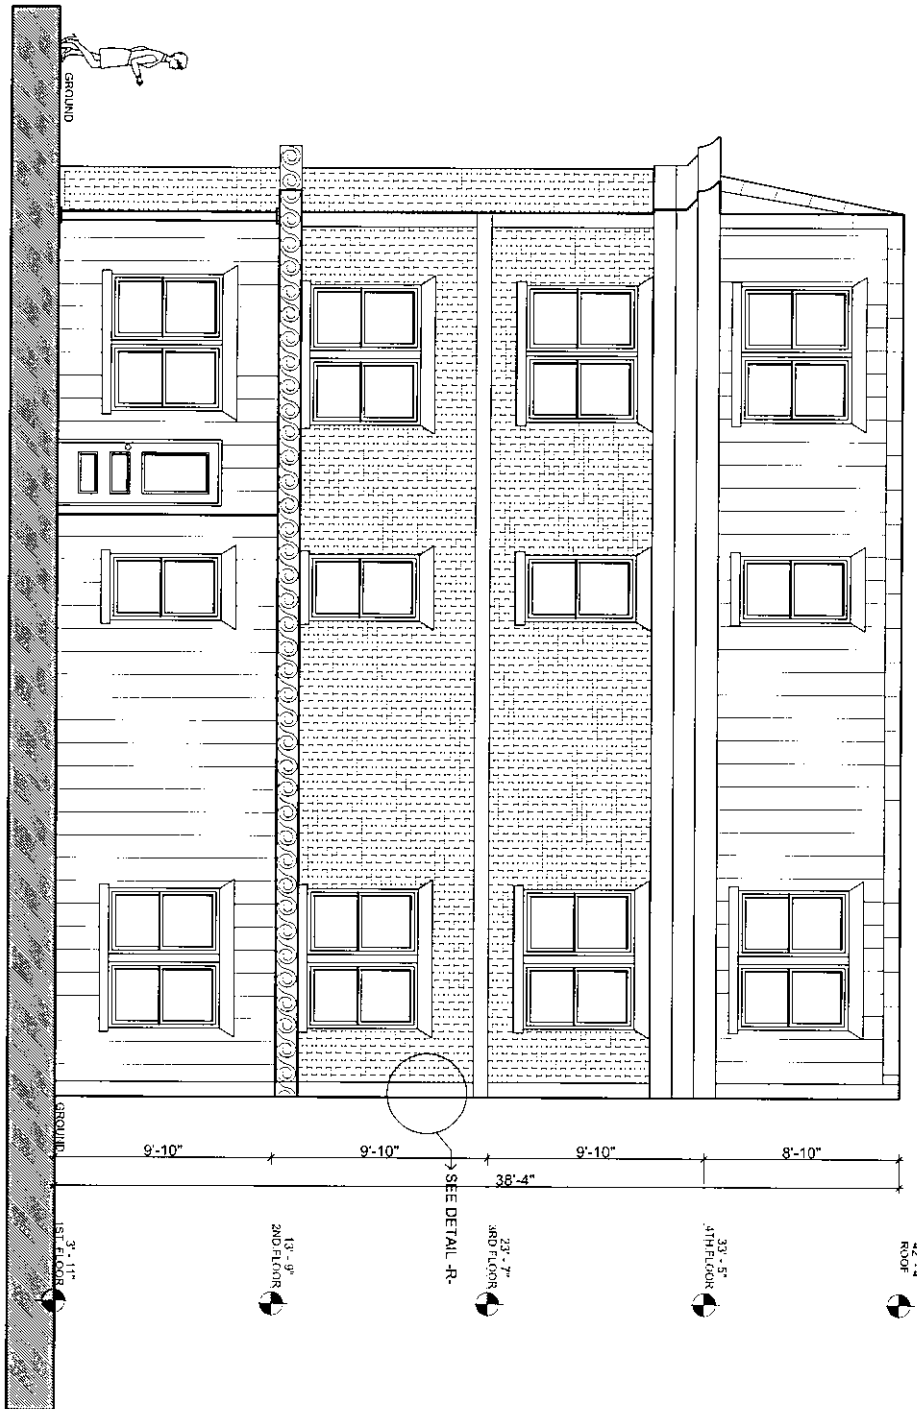 GROUND
GROUND
9'-10"
9'-10"
9'-10"
8'-10"
38'-4"
SEE DETAIL -R-
ROOF
33' - 5"
4TH FLOOR
23' - 7"
3RD FLOOR
13' - 9"
2ND FLOOR
3' - 11"
1ST. FLOOR